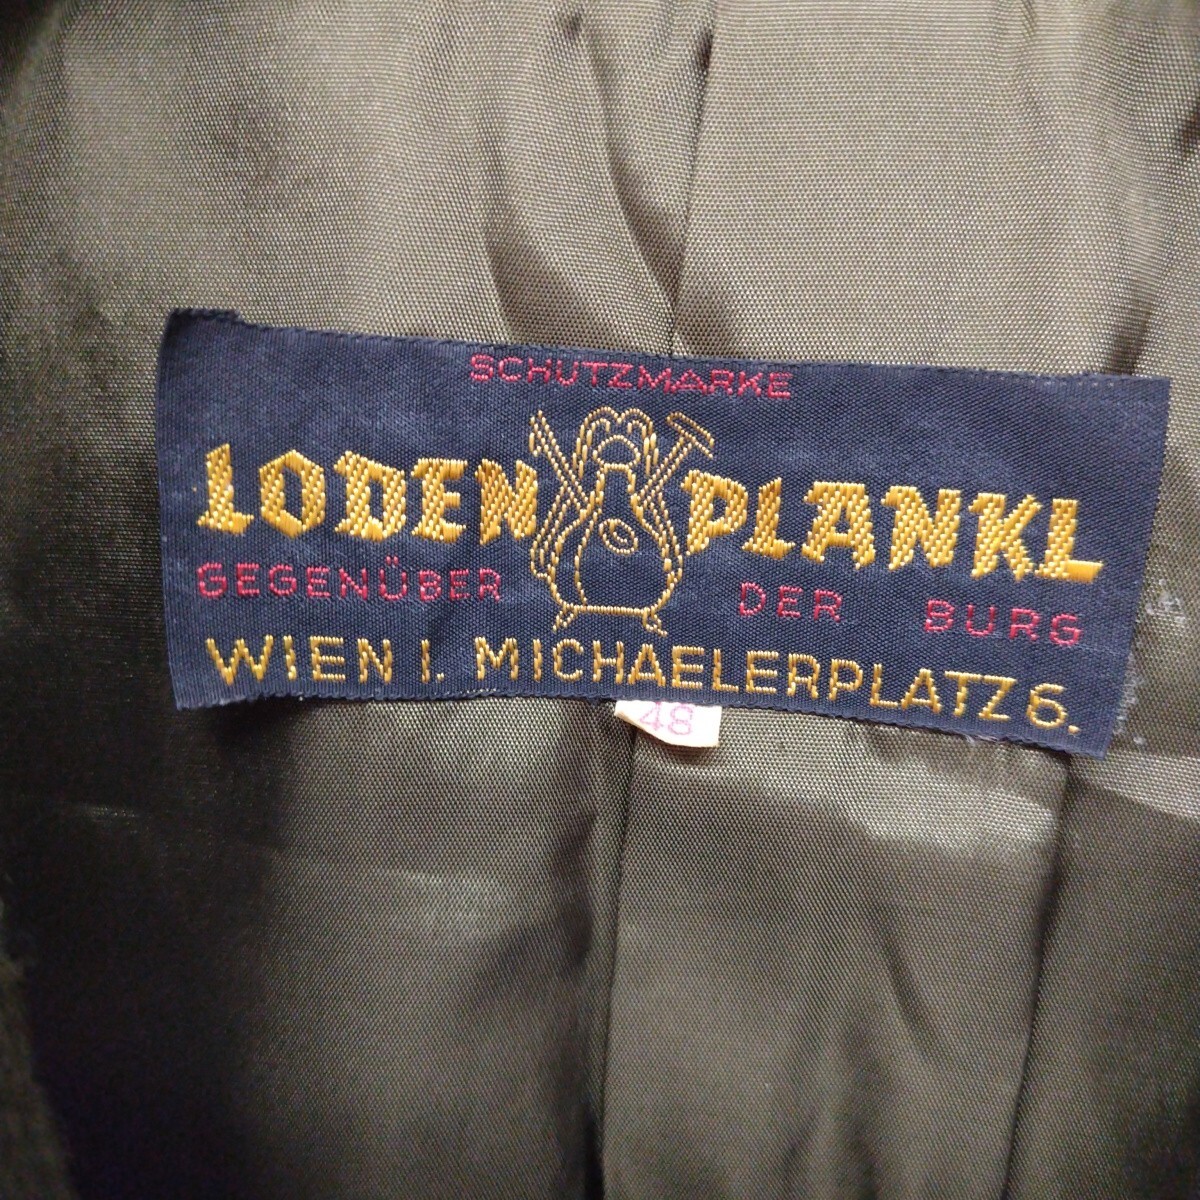 SCHUTZMARKE
LODEN PLANKL
GEGENÜBER DER BURG
WIEN I. MICHAELERPLATZ 6.
48